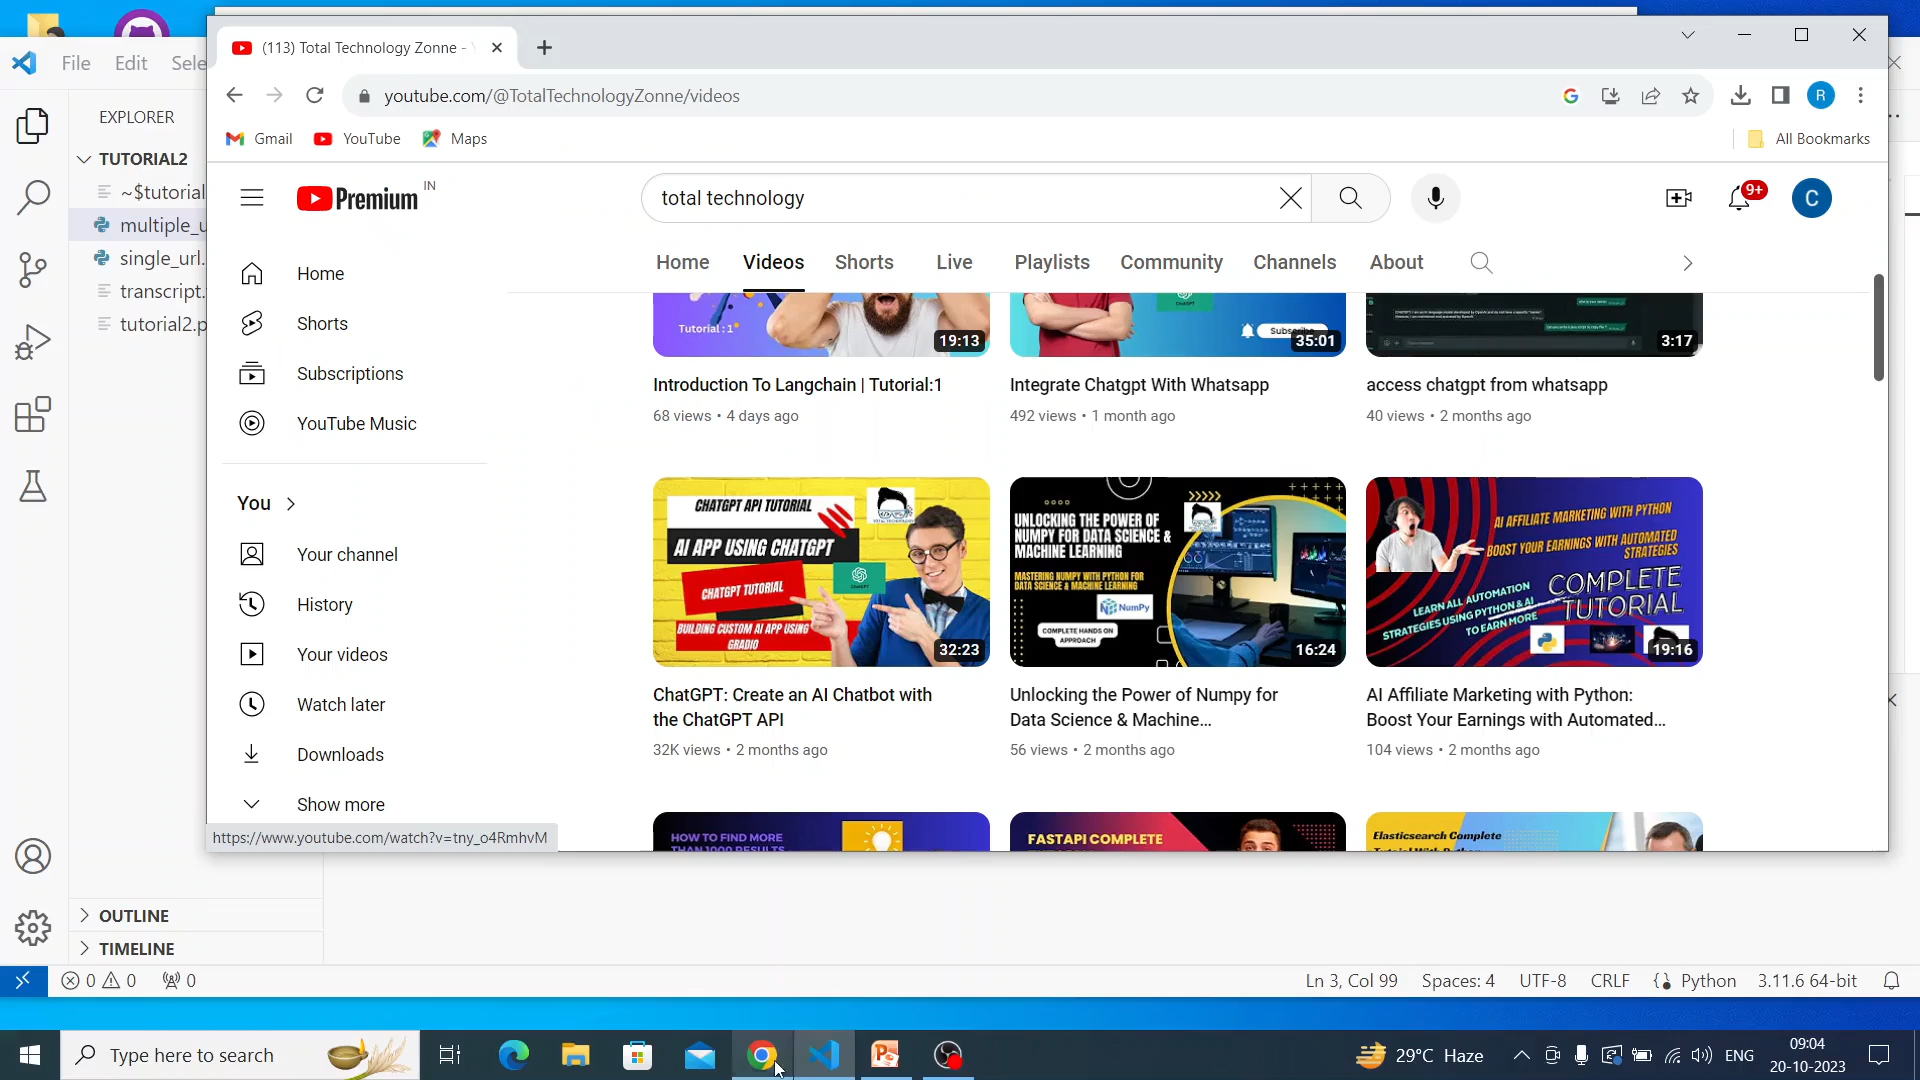 (113) Total Technology Zonne -
File Edit Sele
youtube.com/@TotalTechnologyZonne/videos
R
Gmail YouTube Maps All Bookmarks
EXPLORER
TUTORIAL2
~$tutorial
multiple_u
single_url.
transcript.
tutorial2.p
Premium IN
total technology
9+
C
Home Videos Shorts Live Playlists Community Channels About
Home
Shorts
Subscriptions
YouTube Music
You
Your channel
History
Your videos
Watch later
Downloads
Show more
Tutorial:1
19:13
Subscribe
35:01
3:17
Introduction To Langchain | Tutorial:1
68 views • 4 days ago
Integrate Chatgpt With Whatsapp
492 views • 1 month ago
access chatgpt from whatsapp
40 views • 2 months ago
CHATGPT API TUTORIAL
AI APP USING CHATGPT
CHATGPT TUTORIAL
BUILDING CUSTOM AI APP USING
GRADIO
32:23
UNLOCKING THE POWER OF
NUMPY FOR DATA SCIENCE &
MACHINE LEARNING
MASTERING NUMPY WITH PYTHON FOR
DATA SCIENCE & MACHINE LEARNING
NumPy
COMPLETE HANDS ON
APPROACH
16:24
AI AFFILIATE MARKETING WITH PYTHON
BOOST YOUR EARNINGS WITH AUTOMATED
STRATEGIES
COMPLETE
TUTORIAL
LEARN ALL AUTOMATION
STRATEGIES USING PYTHON & AI
TO EARN MORE
19:16
ChatGPT: Create an AI Chatbot with
the ChatGPT API
32K views • 2 months ago
Unlocking the Power of Numpy for
Data Science & Machine...
56 views • 2 months ago
AI Affiliate Marketing with Python:
Boost Your Earnings with Automated...
104 views • 2 months ago
HOW TO FIND MORE
THAN 1000 RESULTS
FASTAPI COMPLETE
Elasticsearch Complete
https://www.youtube.com/watch?v=tny_o4RmhvM
OUTLINE
TIMELINE
0 0 0
Ln 3, Col 99 Spaces: 4 UTF-8 CRLF Python 3.11.6 64-bit
Type here to search
29°C Haze
ENG
09:04
20-10-2023